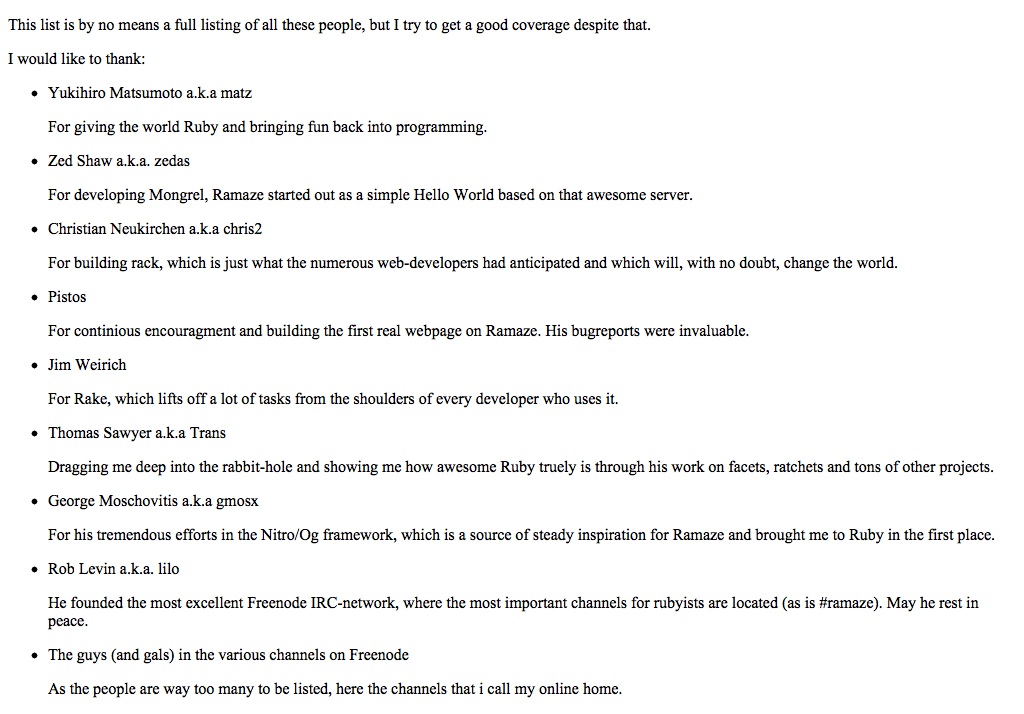 This list is by no means a full listing of all these people, but I try to get a good coverage despite that.
I would like to thank:
• Yukihiro Matsumoto a.k.a matz
For giving the world Ruby and bringing fun back into programming.
• Zed Shaw a.k.a. zedas
For developing Mongrel, Ramaze started out as a simple Hello World based on that awesome server.
• Christian Neukirchen a.k.a chris2
For building rack, which is just what the numerous web-developers had anticipated and which will, with no doubt, change the world.
• Pistos
For continious encouragment and building the first real webpage on Ramaze. His bugreports were invaluable.
• Jim Weirich
For Rake, which lifts off a lot of tasks from the shoulders of every developer who uses it.
• Thomas Sawyer a.k.a Trans
Dragging me deep into the rabbit-hole and showing me how awesome Ruby truely is through his work on facets, ratchets and tons of other projects.
• George Moschovitis a.k.a gmosx
For his tremendous efforts in the Nitro/Og framework, which is a source of steady inspiration for Ramaze and brought me to Ruby in the first place.
• Rob Levin a.k.a. lilo
He founded the most excellent Freenode IRC-network, where the most important channels for rubyists are located (as is #ramaze). May he rest in
peace.
• The guys (and gals) in the various channels on Freenode
As the people are way too many to be listed, here the channels that i call my online home.